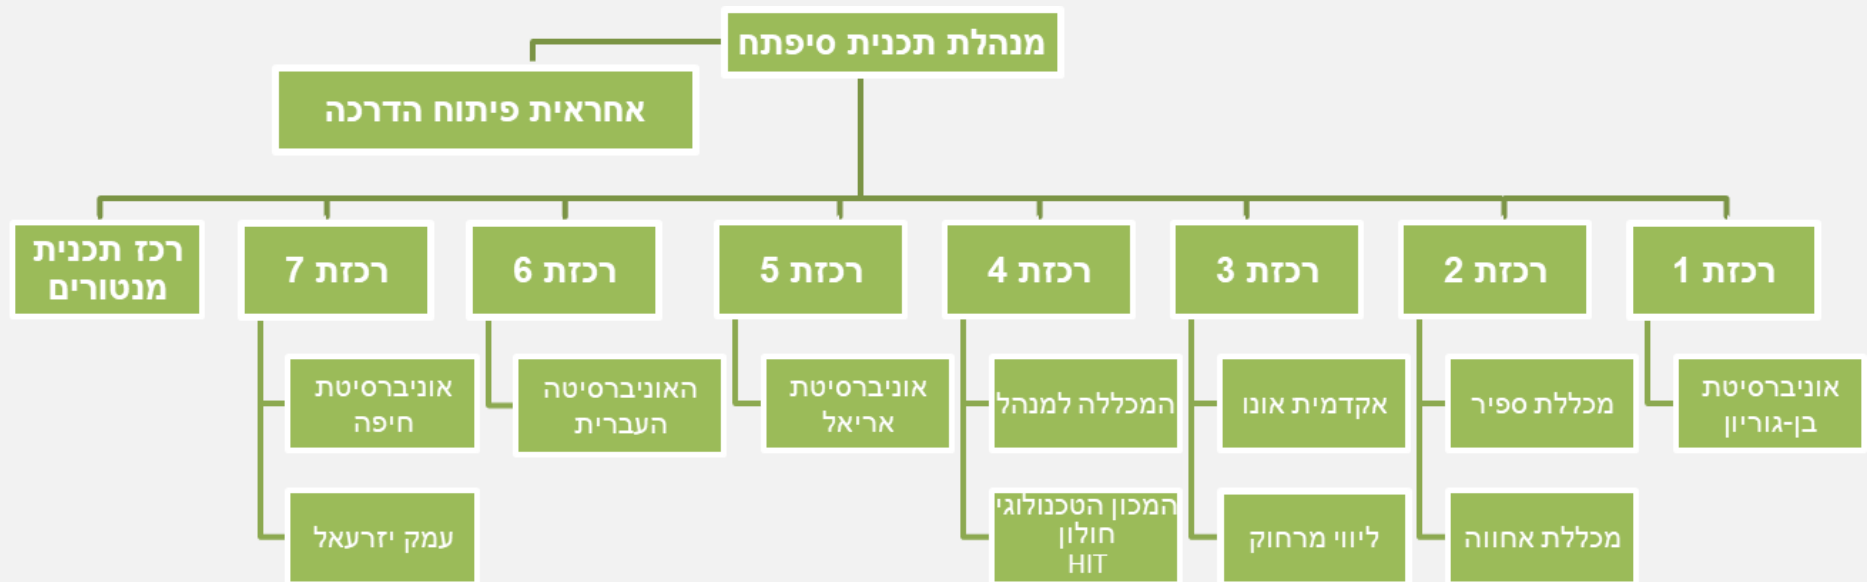 מנהלת תכנית סיפתח
אחראית פיתוח הדרכה
רכזת 1
רכזת 2
רכזת 3
רכזת 4
רכזת 5
רכזת 6
רכזת 7
רכז תכנית
מנטורים
אוניברסיטת
בן-גוריון
מכללת ספיר
אקדמית אונו
המכללה למנהל
אוניברסיטת
אריאל
האוניברסיטה
העברית
אוניברסיטת
חיפה
מכללת אחווה
ליווי מרחוק
המכון הטכנולוגי
חולון
HIT
עמק יזרעאל